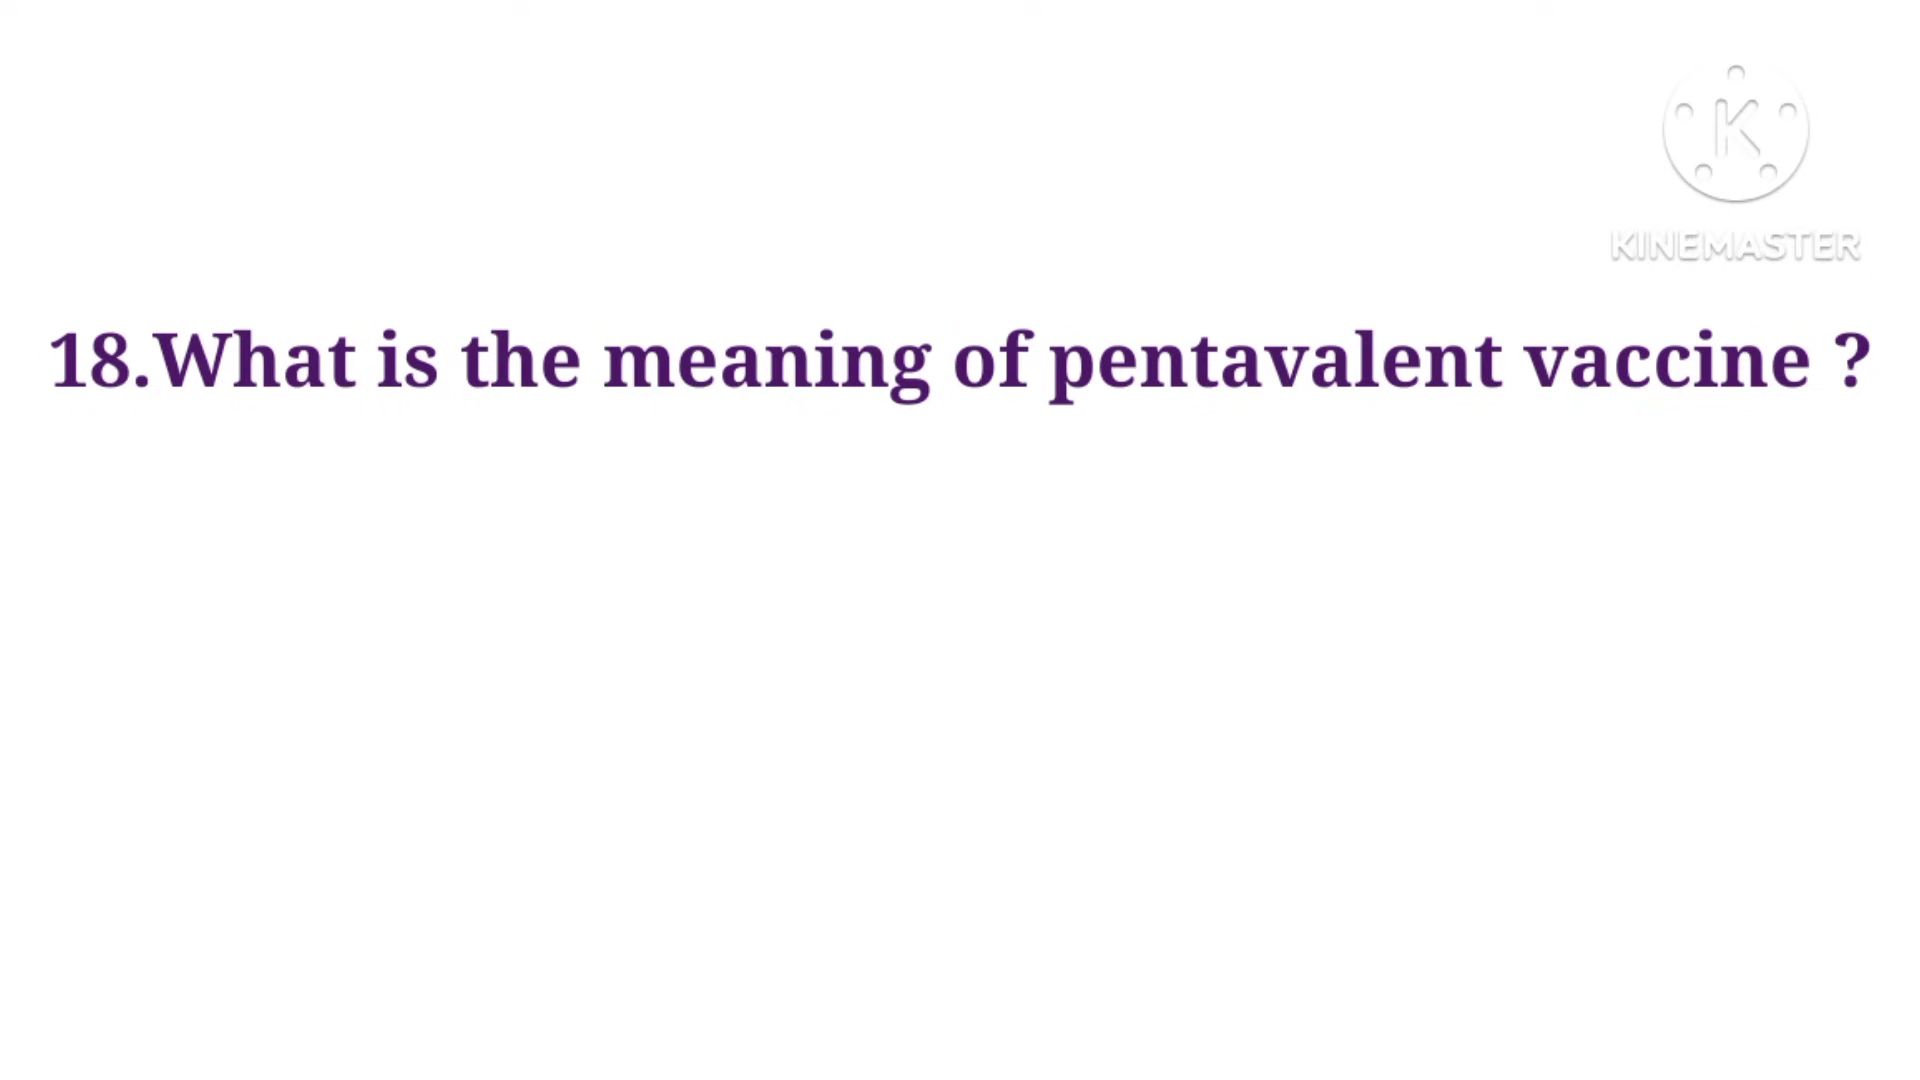 K
KINEMASTER
18.What is the meaning of pentavalent vaccine ?